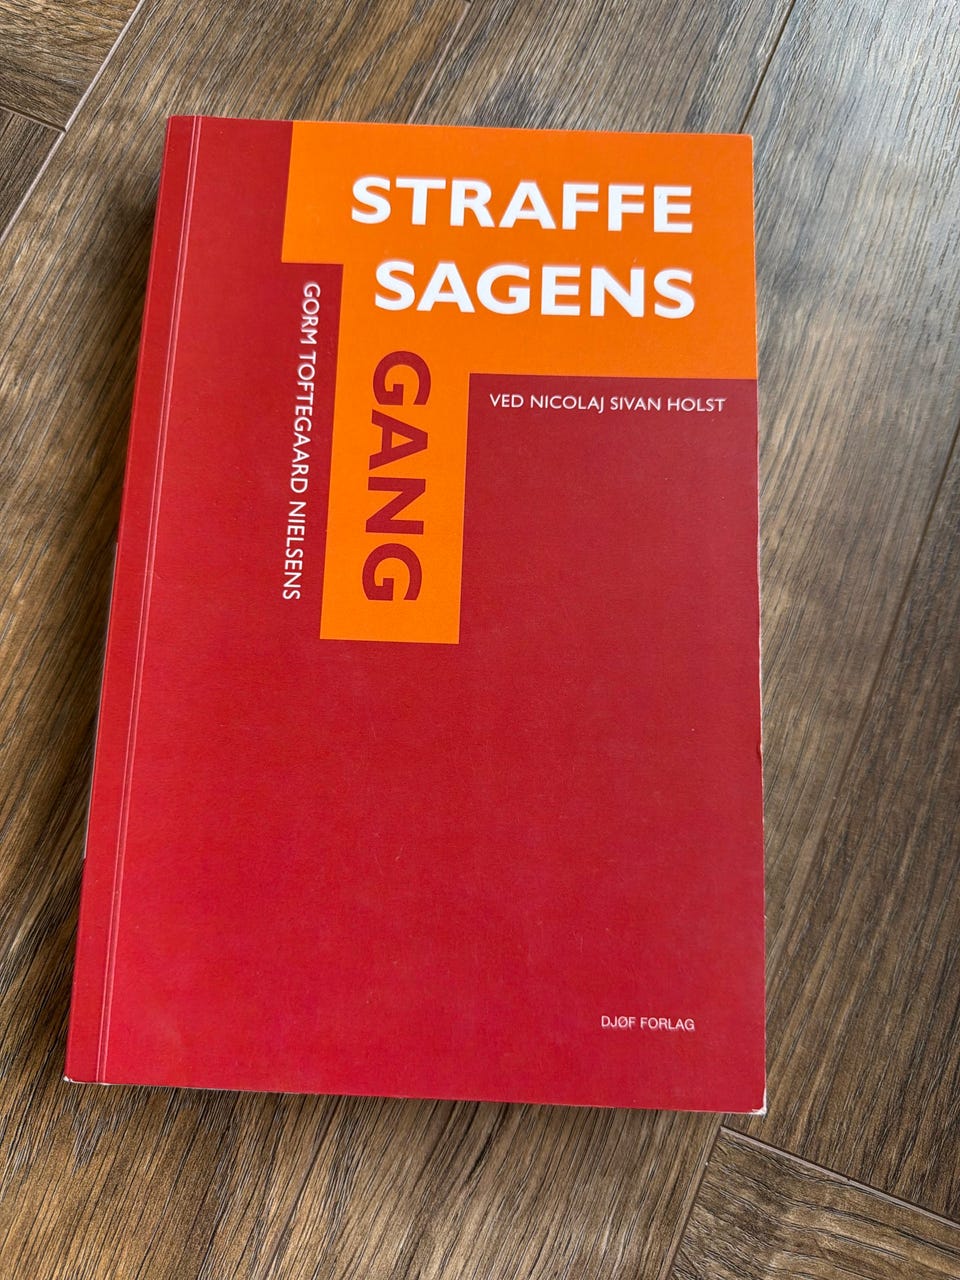 STRAFFE
SAGENS
GANG
GORM TOFTEGAARD NIELSENS
VED NICOLAJ SIVAN HOLST
DJØF FORLAG